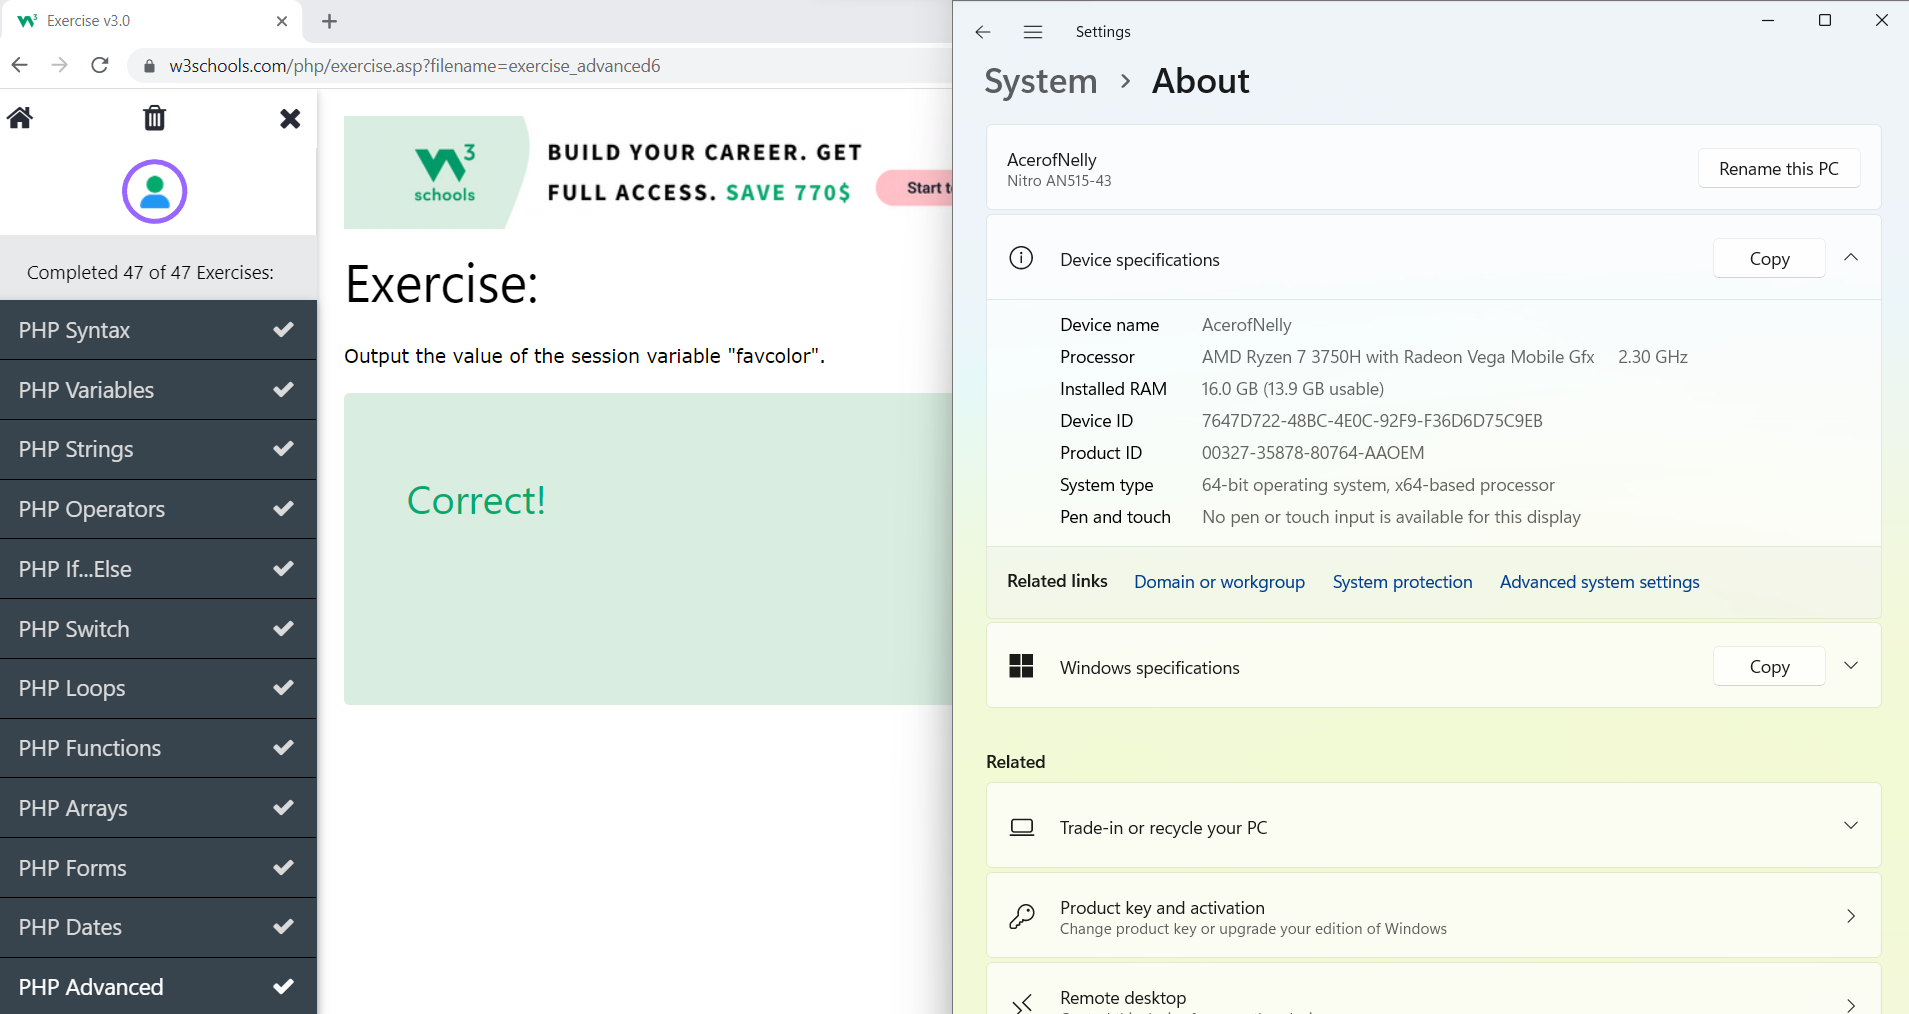 Exercise v3.0
w3schools.com/php/exercise.asp?filename=exercise_advanced6
Completed 47 of 47 Exercises:
PHP Syntax
PHP Variables
PHP Strings
PHP Operators
PHP If...Else
PHP Switch
PHP Loops
PHP Functions
PHP Arrays
PHP Forms
PHP Dates
PHP Advanced
W3
schools
BUILD YOUR CAREER. GET
FULL ACCESS. SAVE 770$
Start
Exercise:
Output the value of the session variable "favcolor".
Correct!
Settings
System > About
AcerofNelly
Nitro AN515-43
Rename this PC
Device specifications
Copy
Device name AcerofNelly
Processor AMD Ryzen 7 3750H with Radeon Vega Mobile Gfx 2.30 GHz
Installed RAM 16.0 GB (13.9 GB usable)
Device ID 7647D722-48BC-4E0C-92F9-F36D6D75C9EB
Product ID 00327-35878-80764-AAOEM
System type 64-bit operating system, x64-based processor
Pen and touch No pen or touch input is available for this display
Related links Domain or workgroup System protection Advanced system settings
Windows specifications
Copy
Related
Trade-in or recycle your PC
Product key and activation
Change product key or upgrade your edition of Windows
Remote desktop